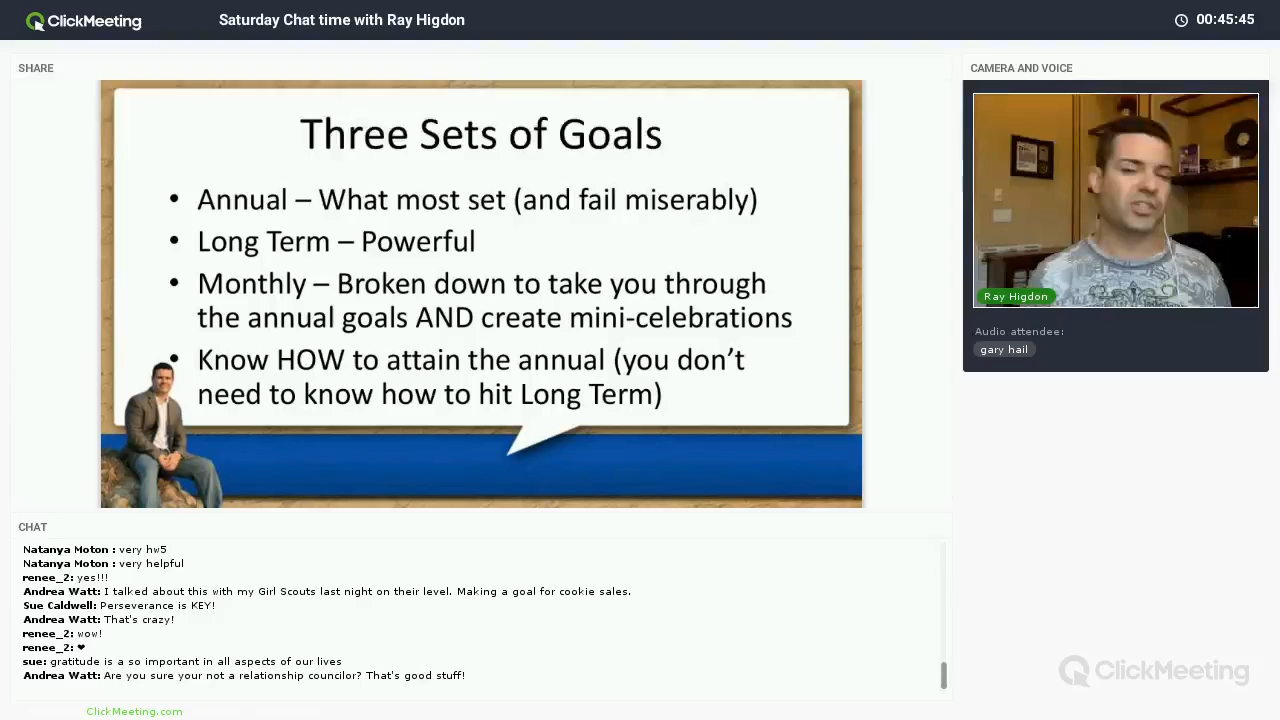 ClickMeeting
Saturday Chat time with Ray Higdon
00:45:45
SHARE
Three Sets of Goals
• Annual – What most set (and fail miserably)
• Long Term – Powerful
• Monthly – Broken down to take you through
the annual goals AND create mini-celebrations
• Know HOW to attain the annual (you don’t
need to know how to hit Long Term)
CAMERA AND VOICE
Ray Higdon
Audio attendee:
gary hail
CHAT
Natanya Moton : very hw5
Natanya Moton : very helpful
renee_2: yes!!!
Andrea Watt: I talked about this with my Girl Scouts last night on their level. Making a goal for cookie sales.
Sue Caldwell: Perseverance is KEY!
Andrea Watt: That's crazy!
renee_2: wow!
renee_2: ❤
sue: gratitude is a so important in all aspects of our lives
Andrea Watt: Are you sure your not a relationship councilor? That's good stuff!
ClickMeeting
ClickMeeting.com